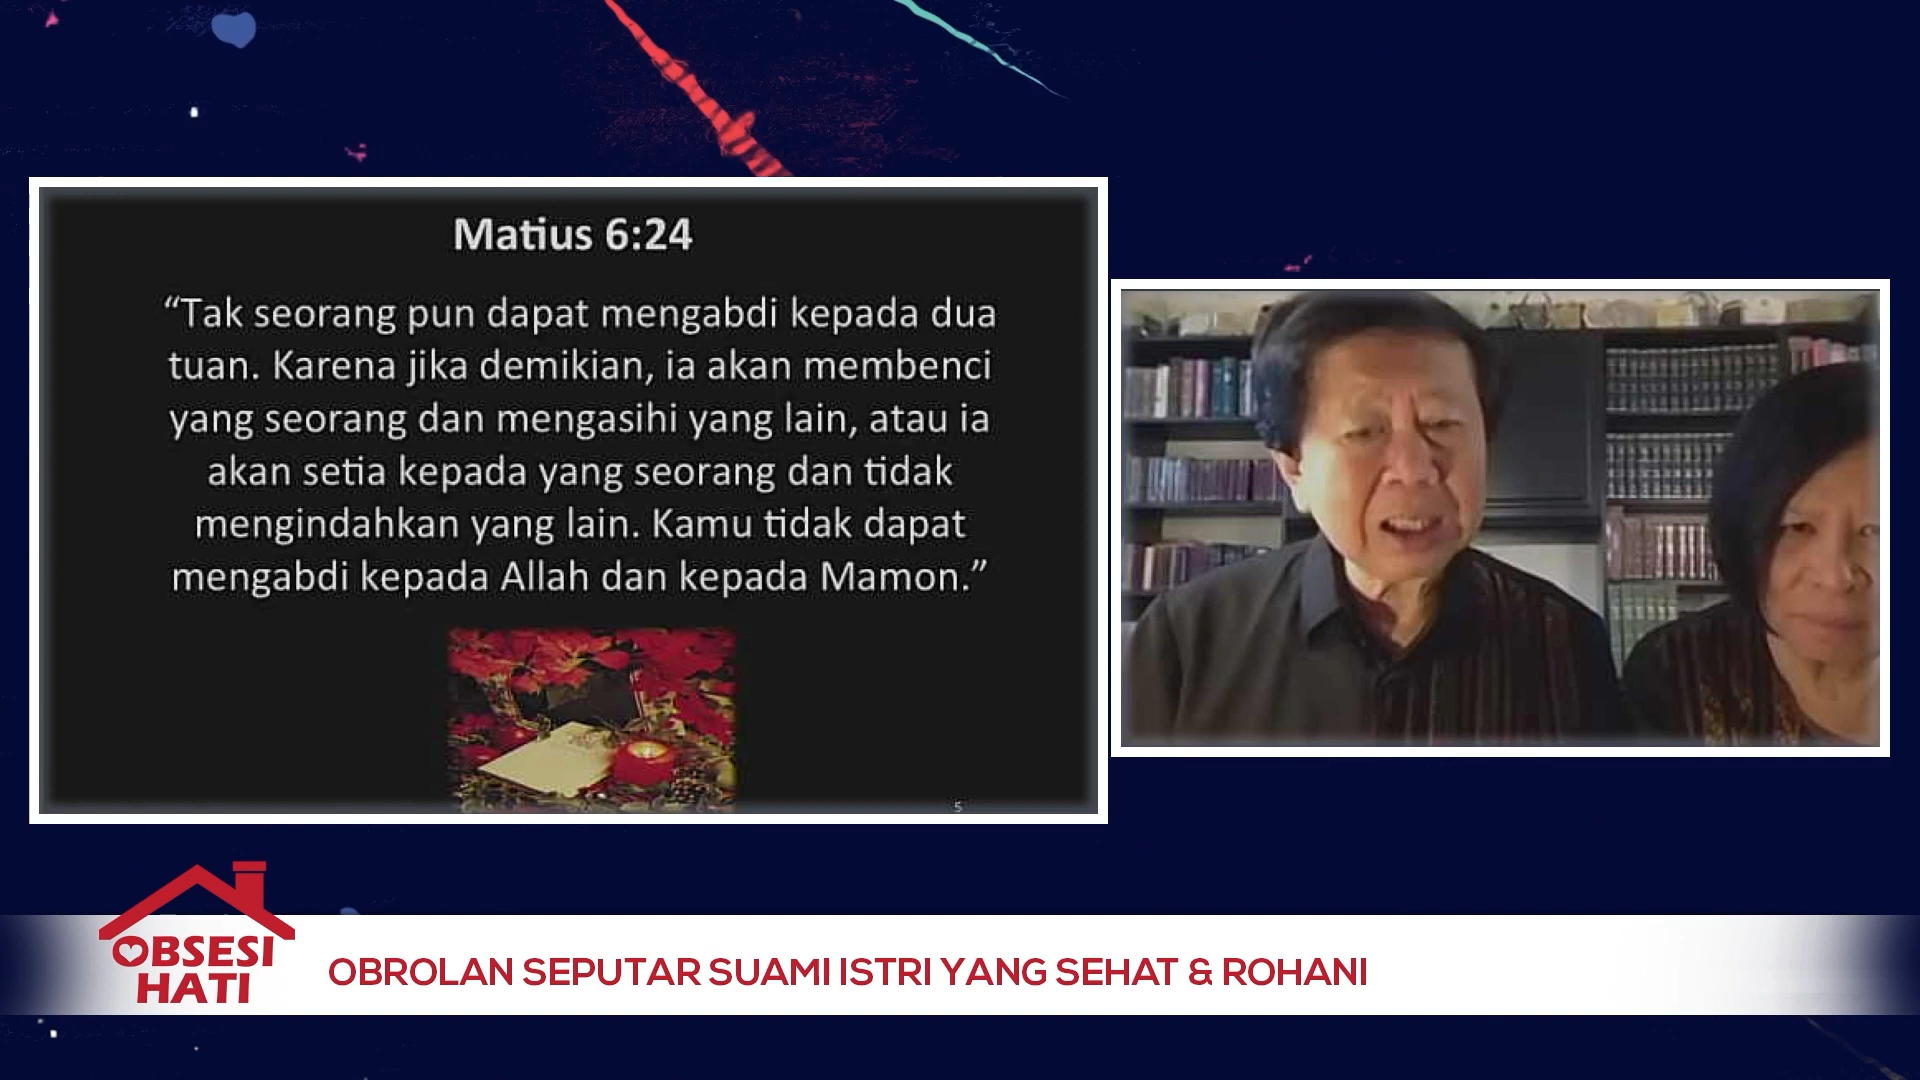 Matius 6:24
“Tak seorang pun dapat mengabdi kepada dua
tuan. Karena jika demikian, ia akan membenci
yang seorang dan mengasihi yang lain, atau ia
akan setia kepada yang seorang dan tidak
mengindahkan yang lain. Kamu tidak dapat
mengabdi kepada Allah dan kepada Mamon.”
5
OBSESI
HATI
OBROLAN SEPUTAR SUAMI ISTRI YANG SEHAT & ROHANI